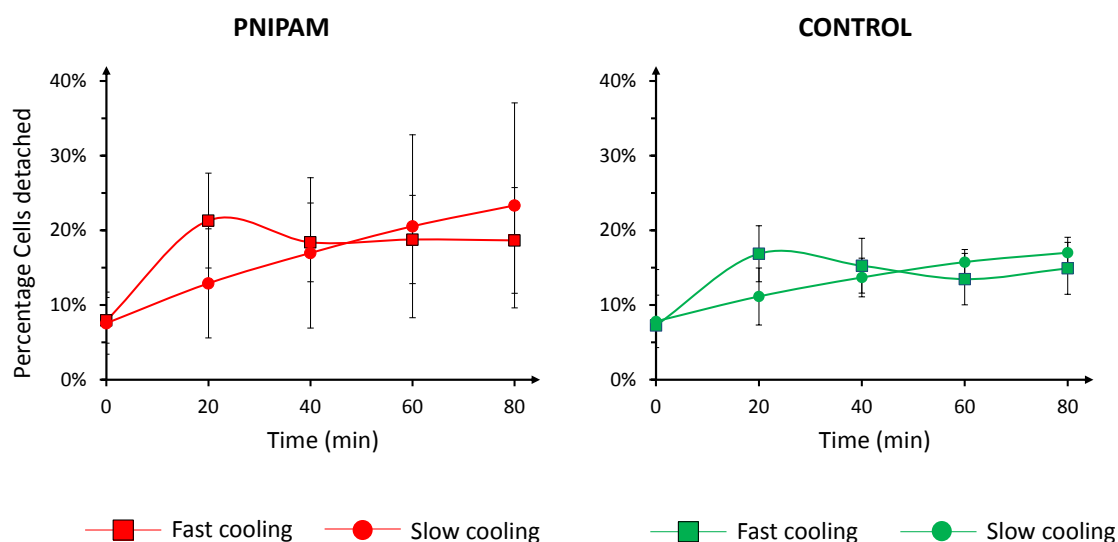 PNIPAM
CONTROL
Percentage Cells detached
40%
30%
20%
10%
0%
0 20 40 60 80
Time (min)
40%
30%
20%
10%
0%
0 20 40 60 80
Time (min)
Fast cooling Slow cooling
Fast cooling Slow cooling